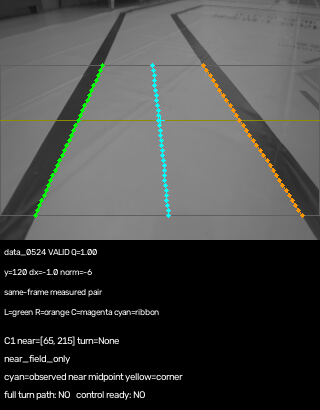 data_0524 VALID Q=1.00
y=120 dx=-1.0 norm=-6
same-frame measured pair
L=green R=orange C=magenta cyan=ribbon
C1 near=[65, 215] turn=None
near_field_only
cyan=observed near midpoint yellow=corner
full turn path: NO control ready: NO